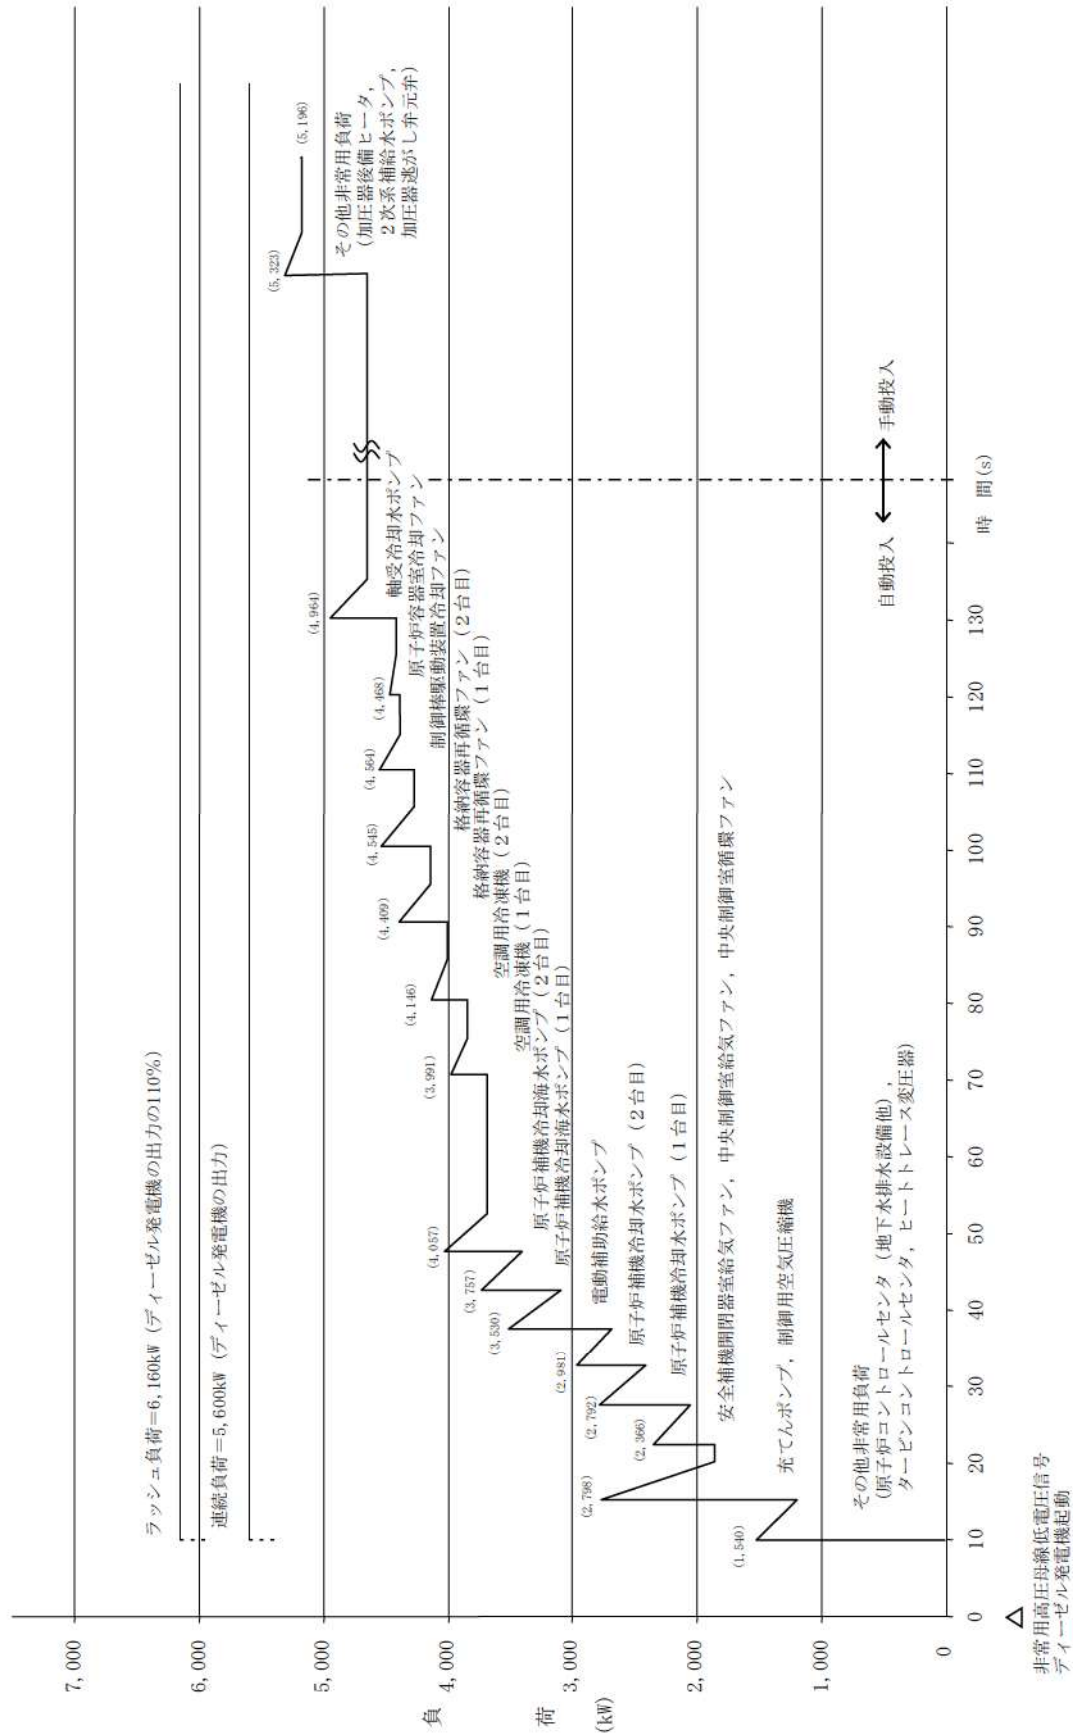 7,000
6,000
5,000
4,000
3,000
2,000
1,000
0
負
荷
(kW)
ラッシュ負荷＝6,160kW（ディーゼル発電機の出力の110%）
連続負荷＝5,600kW（ディーゼル発電機の出力）
(1,540)
(2,798)
(2,366)
(2,792)
(2,981)
(3,530)
(3,757)
(4,057)
(3,991)
(4,146)
(4,409)
(4,545)
(4,564)
(4,468)
(4,964)
(5,323)
(5,196)
その他非常用負荷
(加圧器後備ヒータ,
２次系補給水ポンプ,
加圧器逃がし弁元弁)
軸受冷却水ポンプ
原子炉容器室冷却ファン
制御棒駆動装置冷却ファン
格納容器再循環ファン（２台目）
格納容器再循環ファン（１台目）
空調用冷凍機（２台目）
空調用冷凍機（１台目）
原子炉補機冷却海水ポンプ（２台目）
原子炉補機冷却海水ポンプ（１台目）
電動補助給水ポンプ
原子炉補機冷却水ポンプ（２台目）
原子炉補機冷却水ポンプ（１台目）
安全補機開閉器室給気ファン，中央制御室給気ファン，中央制御室循環ファン
充てんポンプ，制御用空気圧縮機
その他非常用負荷
(原子炉コントロールセンタ（地下水排水設備他），
タービンコントロールセンタ，ヒートトレース変圧器)
自動投入
手動投入
0
10
20
30
40
50
60
70
80
90
100
110
120
130
時 間(s)
△
非常用高圧母線低電圧信号
ディーゼル発電機起動